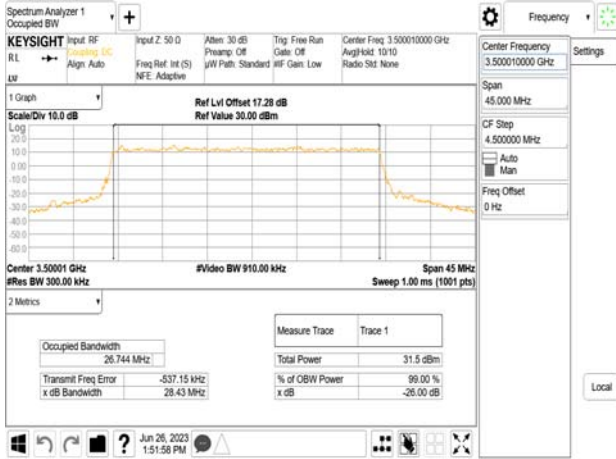 Spectrum Analyzer 1
Occupied BW
Frequency
KEYSIGHT
RL
Input: RF
Coupling: DC
Align: Auto
Input Z: 50 Ω
Freq Ref: Int (S)
NFE: Adaptive
Atten: 30 dB
Preamp: Off
µW Path: Standard
Trig: Free Run
Gate: Off
#IF Gain: Low
Center Freq: 3.500010000 GHz
Avg|Hold: 10/10
Radio Std: None
Center Frequency
3.500010000 GHz
Settings
Span
45.000 MHz
CF Step
4.500000 MHz
Auto
Man
Freq Offset
0 Hz
Local
1 Graph
Scale/Div 10.0 dB
Ref Lvl Offset 17.28 dB
Ref Value 30.00 dBm
Log
20.0
10.0
0.00
-10.0
-20.0
-30.0
-40.0
-50.0
-60.0
Center 3.50001 GHz
#Video BW 910.00 kHz
Span 45 MHz
#Res BW 300.00 kHz
Sweep 1.00 ms (1001 pts)
2 Metrics
Measure Trace
Trace 1
Occupied Bandwidth
26.744 MHz
Total Power
31.5 dBm
Transmit Freq Error
-537.15 kHz
% of OBW Power
99.00 %
x dB Bandwidth
28.43 MHz
x dB
-26.00 dB
?
Jun 26, 2023
1:51:58 PM